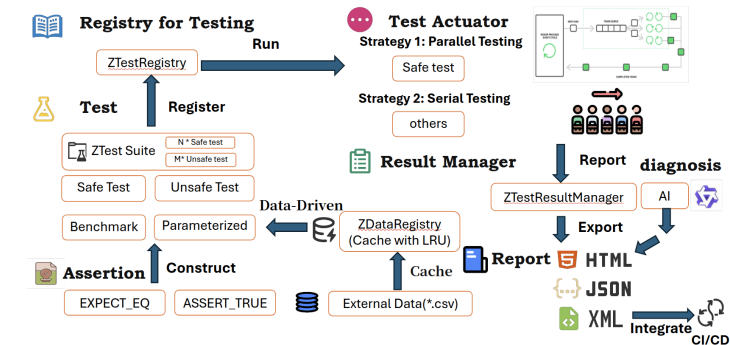 Registry for Testing
ZTestRegistry
Run
Test Actuator
Strategy 1: Parallel Testing
Safe test
Strategy 2: Serial Testing
others
Test
Register
ZTest Suite
N * Safe test
M* Unsafe test
Safe Test
Unsafe Test
Benchmark
Parameterized
Data-Driven
Result Manager
ZDataRegistry
(Cache with LRU)
Report
diagnosis
ZTestResultManager
AI
Export
Assertion
Construct
EXPECT_EQ
ASSERT_TRUE
Cache
External Data(*.csv)
Report
HTML
JSON
XML
Integrate
CI/CD